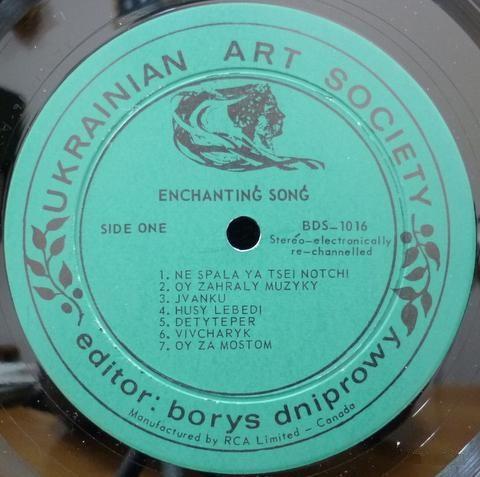 UKRAINIAN ART SOCIETY
ENCHANTING SONG
SIDE ONE
BDS-1016
Stereo-electronically
re-channelled
1. NE SPALA YA TSEI NOTCHI
2. OY ZAHRALY MUZYKY
3. JVANKU
4. HUSY LEBEDI
5. DETYTEPER
6. VIVCHARYK
7. OY ZA MOSTOM
editor: borys dniprowy
Manufactured by RCA Limited - Canada